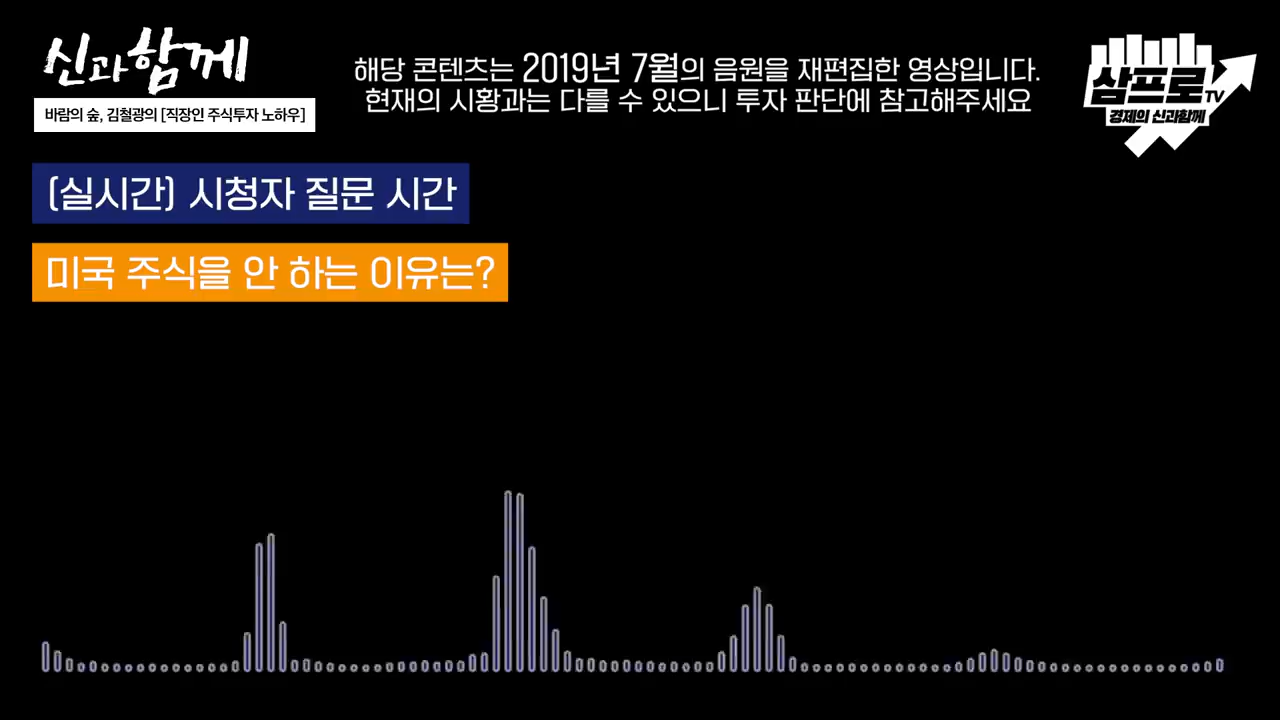 신과함께
바람의 숲, 김철광의 [직장인 주식투자 노하우]
해당 콘텐츠는 2019년 7월의 음원을 재편집한 영상입니다.
현재의 시황과는 다를 수 있으니 투자 판단에 참고해주세요
삼프로TV
경제의 신과함께
(실시간) 시청자 질문 시간
미국 주식을 안 하는 이유는?